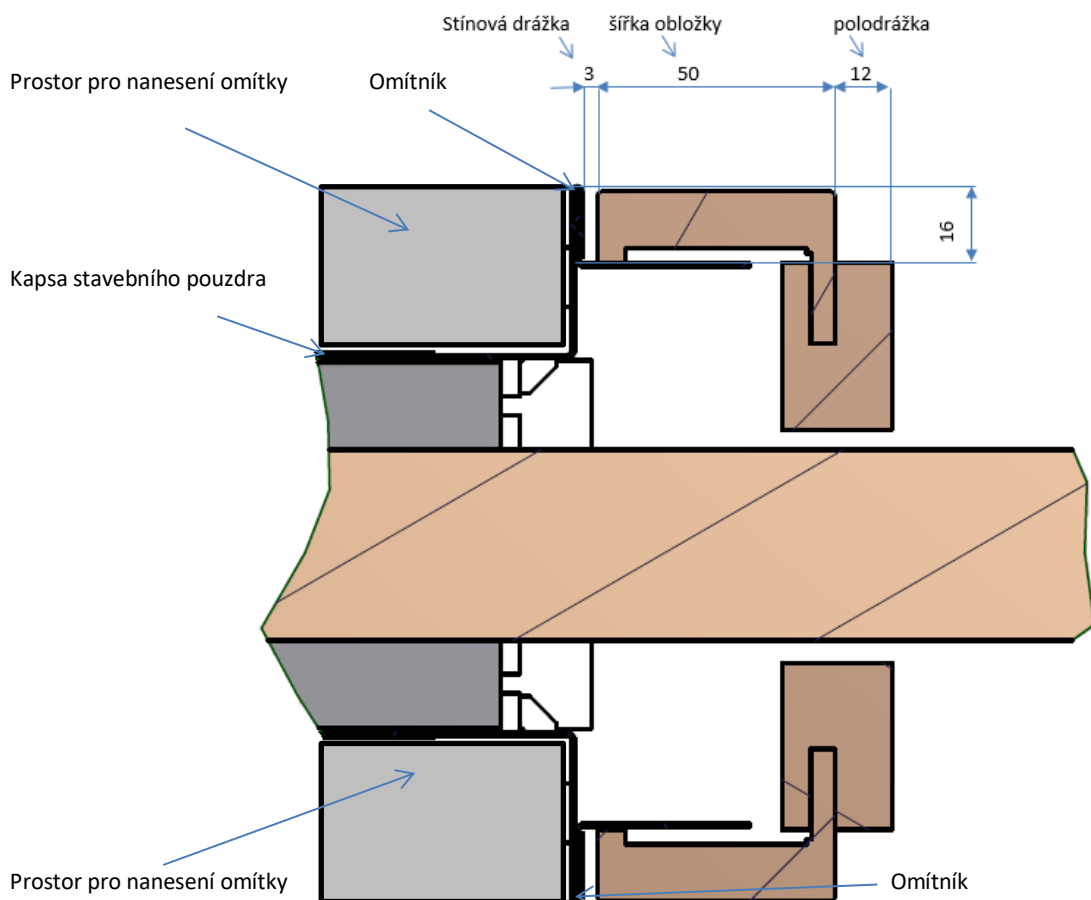 Stínová drážka šířka obložky polodrážka
3 50 12
Prostor pro nanesení omítky Omítník
16
Kapsa stavebního pouzdra
Prostor pro nanesení omítky Omítník